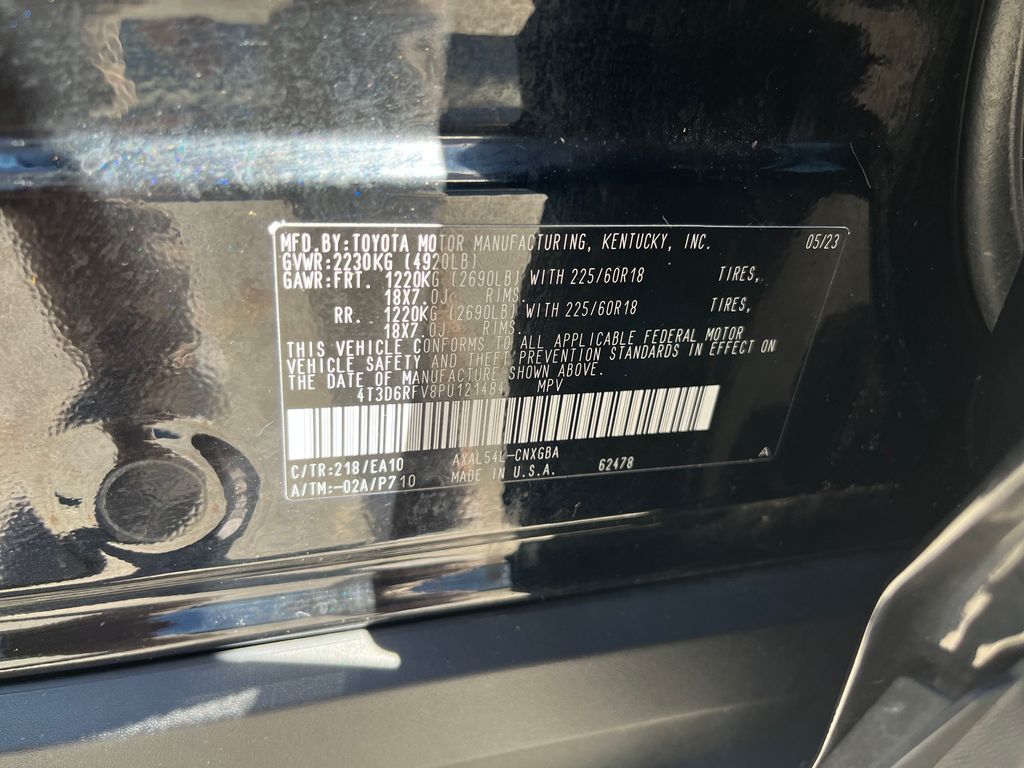 MFD.BY:TOYOTA MOTOR MANUFACTURING, KENTUCKY, INC. 05/23
GVWR:2230KG (4920LB)
GAWR:FRT. 1220KG (2690LB) WITH 225/60R18 TIRES,
18X7.0J RIMS.
RR. 1220KG (2690LB) WITH 225/60R18 TIRES,
18X7.0J RIMS.
THIS VEHICLE CONFORMS TO ALL APPLICABLE FEDERAL MOTOR
VEHICLE SAFETY AND THEFT PREVENTION STANDARDS IN EFFECT ON
THE DATE OF MANUFACTURE SHOWN ABOVE.
4T3D6RFV8PU121484 MPV
C/TR:218/EA10 AXAL54L-CNXGBA 62478 A
A/TM:-02A/P710 MADE IN U.S.A.